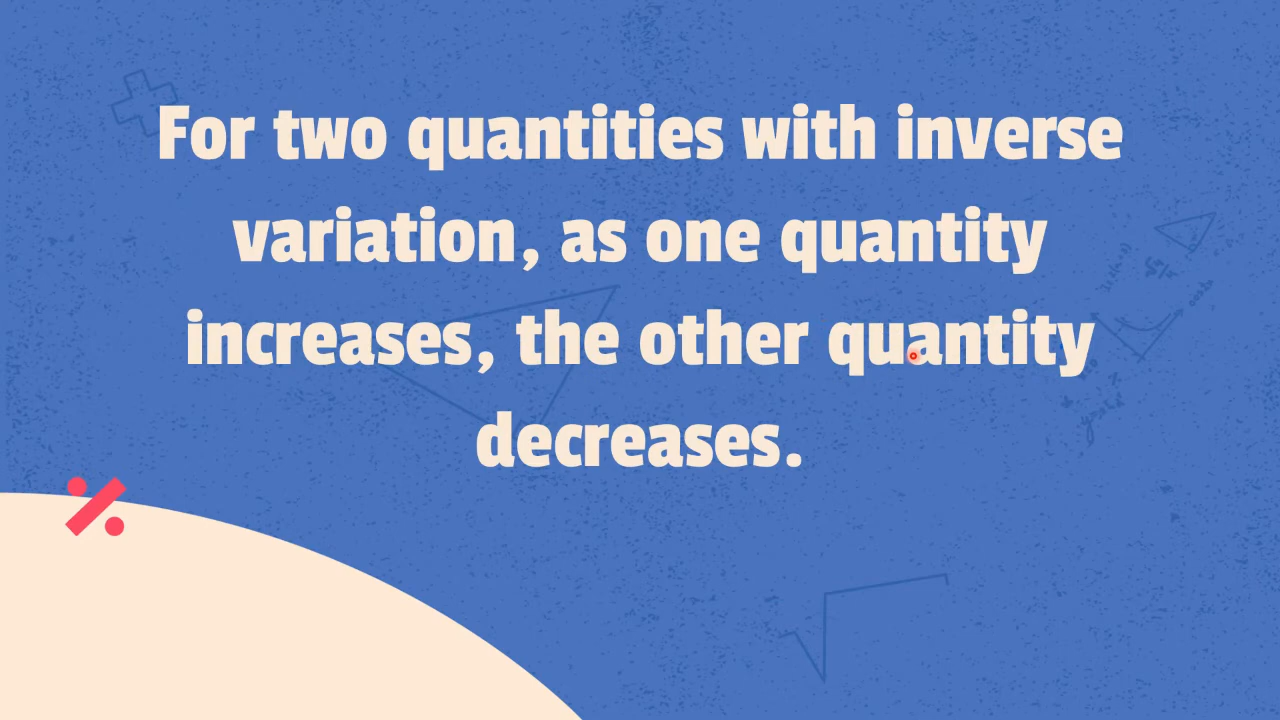 For two quantities with inverse
variation, as one quantity
increases, the other quantity
decreases.